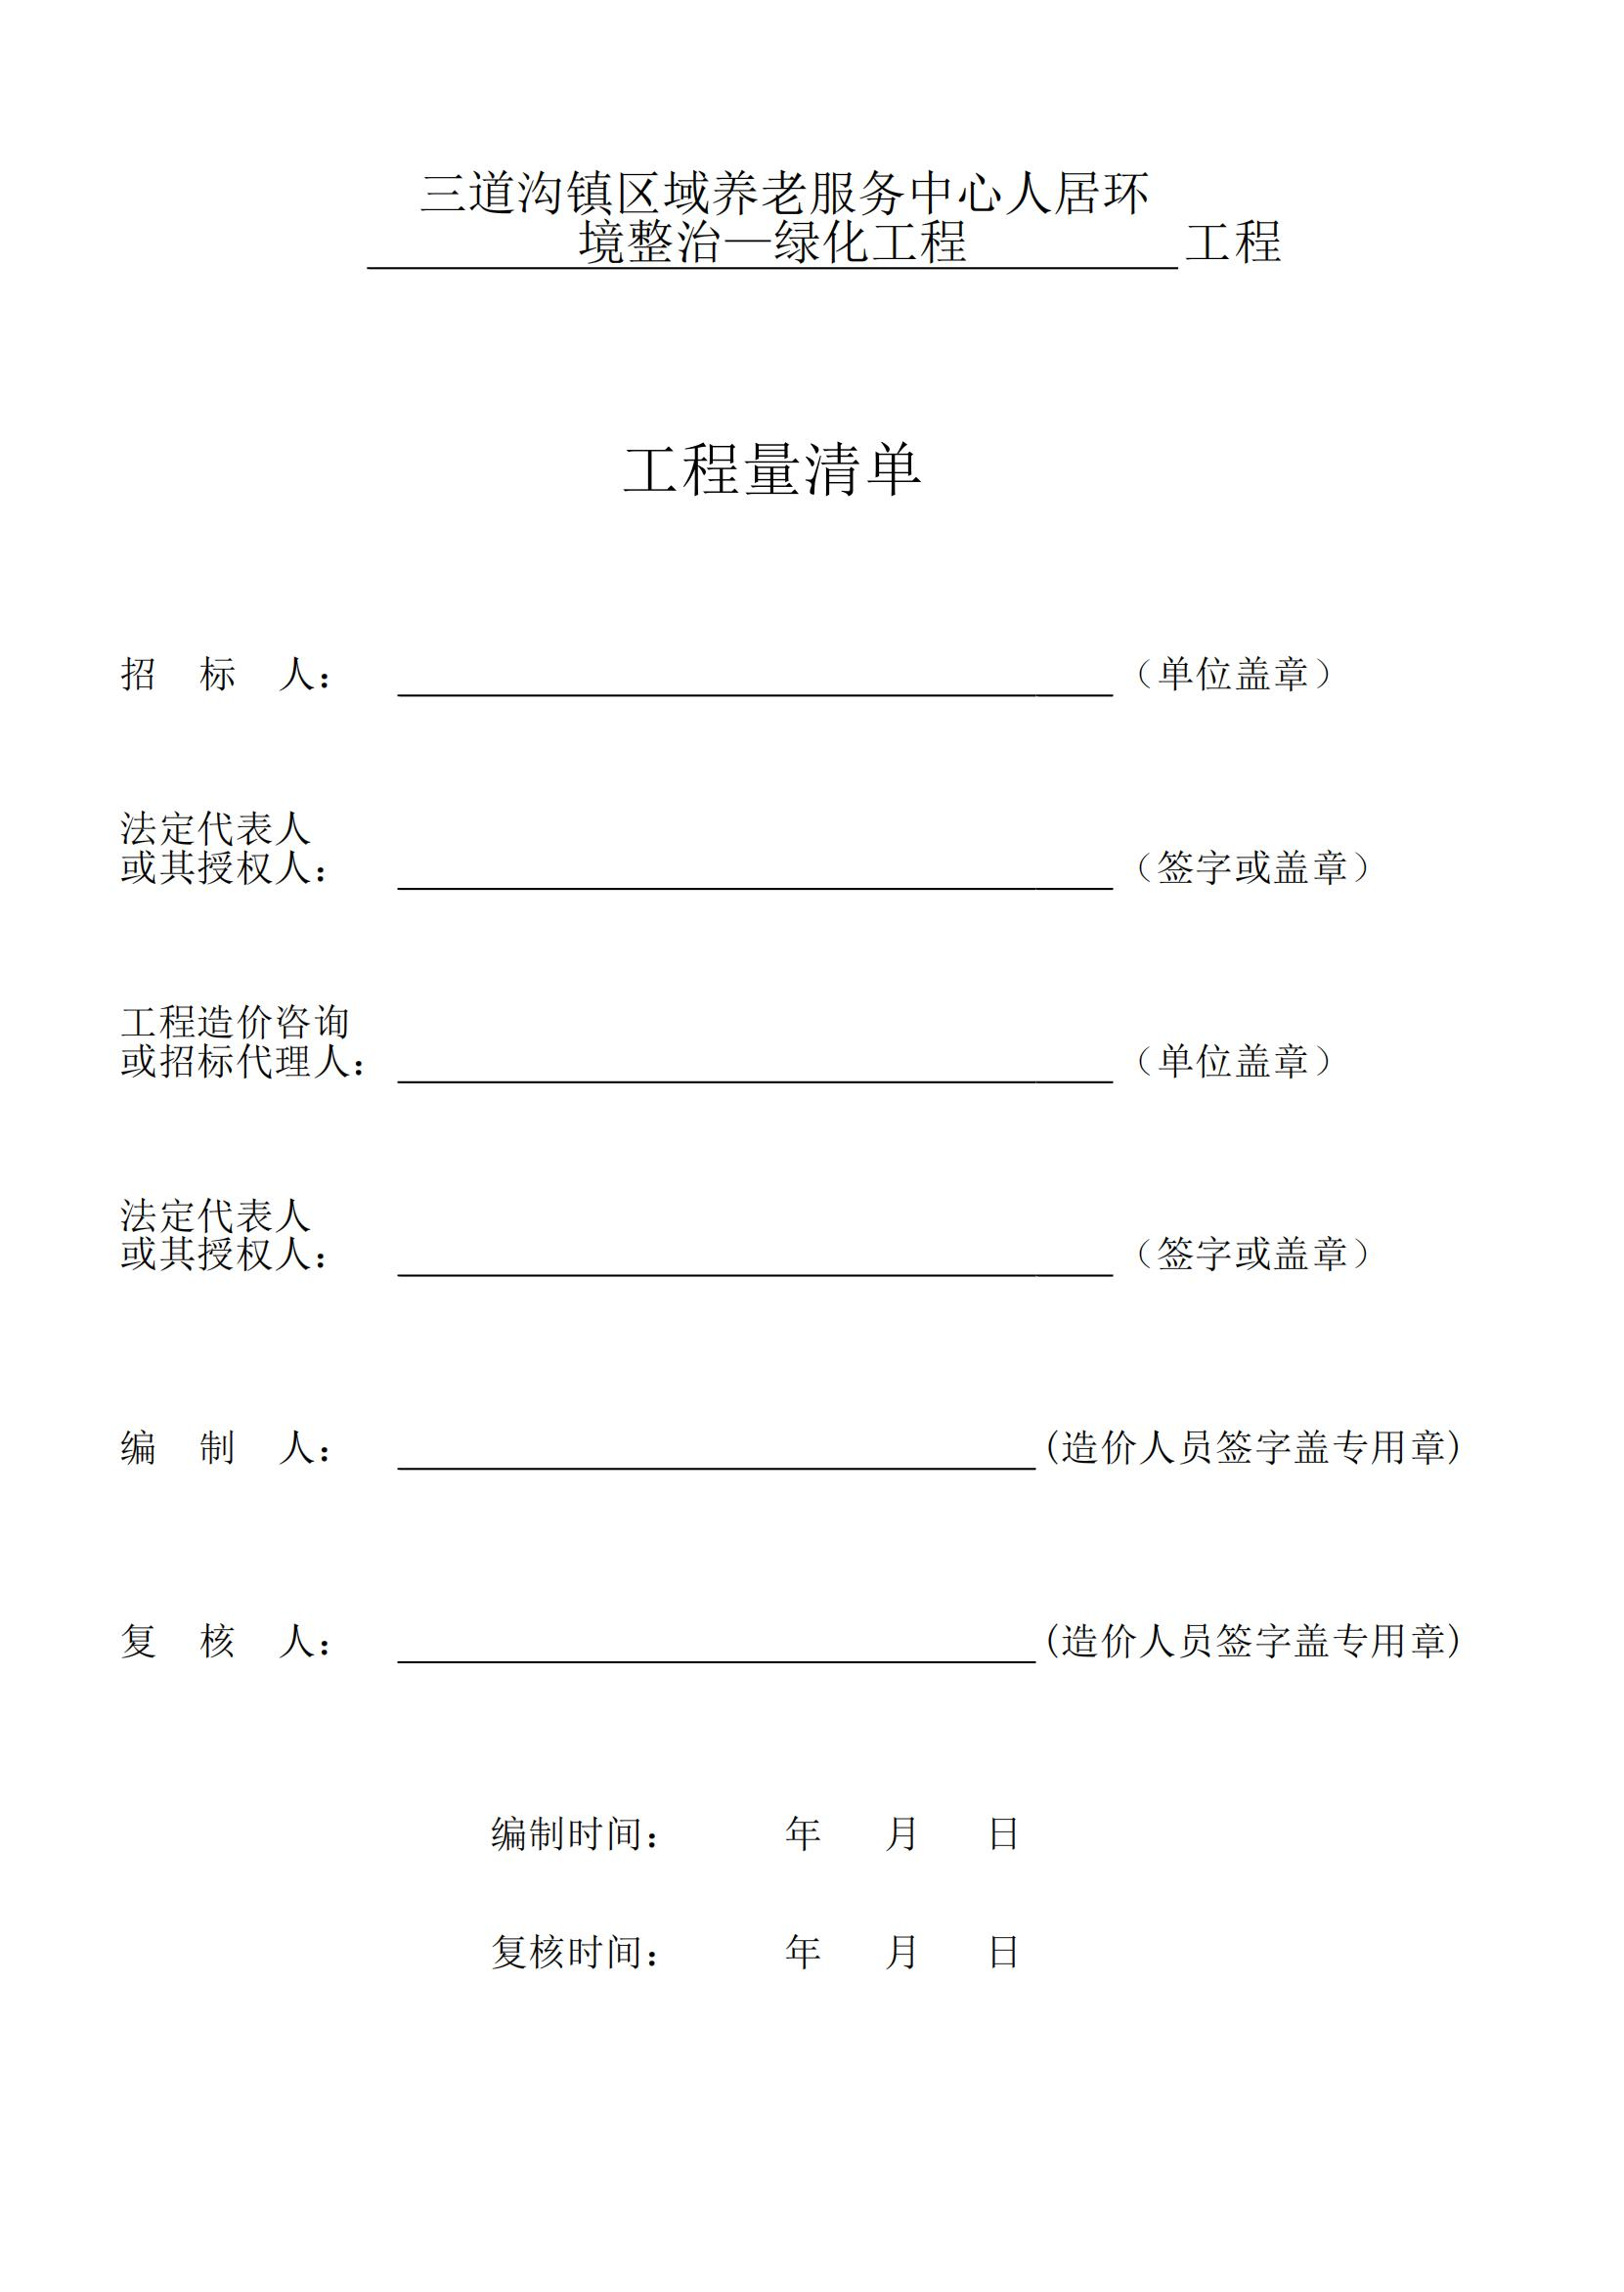 三道沟镇区域养老服务中心人居环
境整治—绿化工程 工程
工程量清单
招 标 人： （单位盖章）
法定代表人
或其授权人： （签字或盖章）
工程造价咨询
或招标代理人： （单位盖章）
法定代表人
或其授权人： （签字或盖章）
编 制 人： (造价人员签字盖专用章)
复 核 人： (造价人员签字盖专用章)
编制时间： 年 月 日
复核时间： 年 月 日